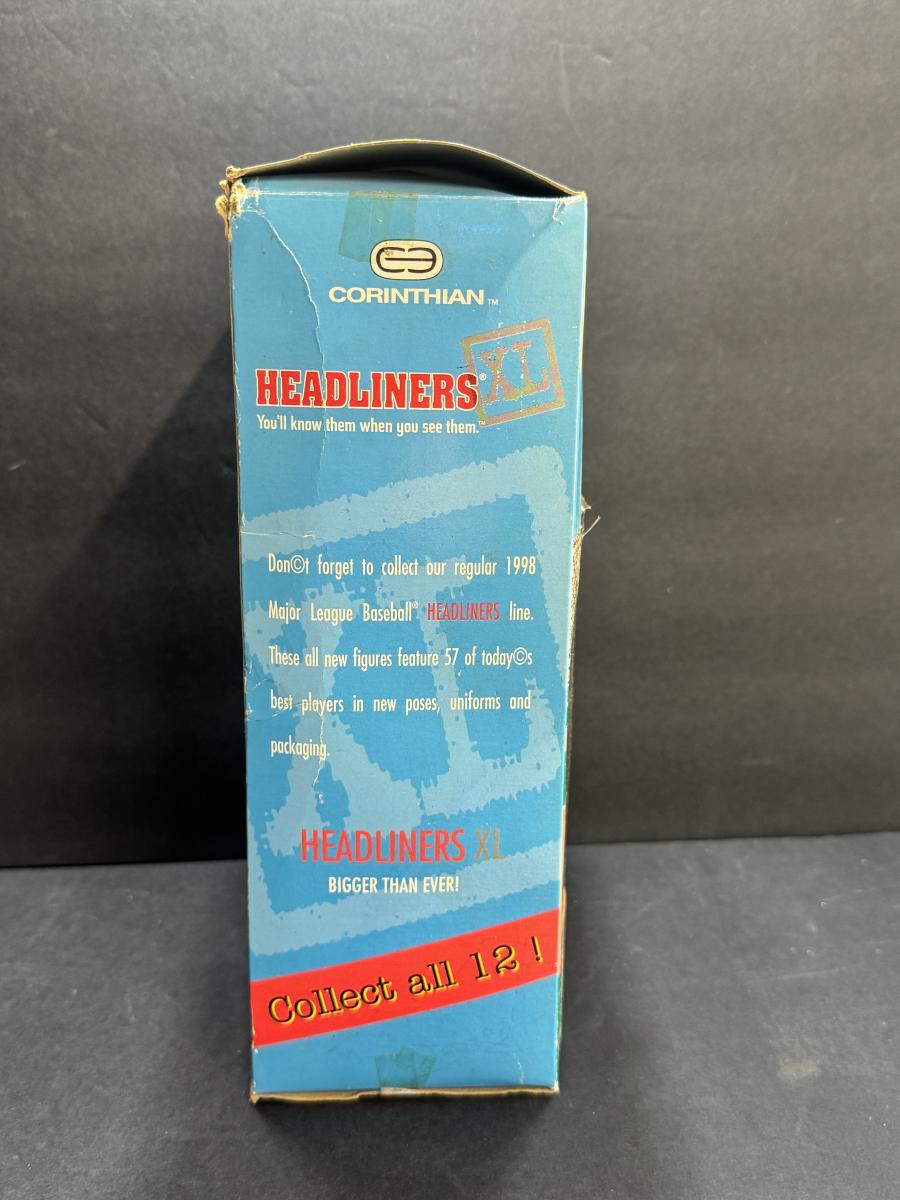 CORINTHIAN™
HEADLINERS® XL
You'll know them when you see them.™
Don©t forget to collect our regular 1998
Major League Baseball® HEADLINERS line.
These all new figures feature 57 of today©s
best players in new poses, uniforms and
packaging.
HEADLINERS XL
BIGGER THAN EVER!
Collect all 12 !